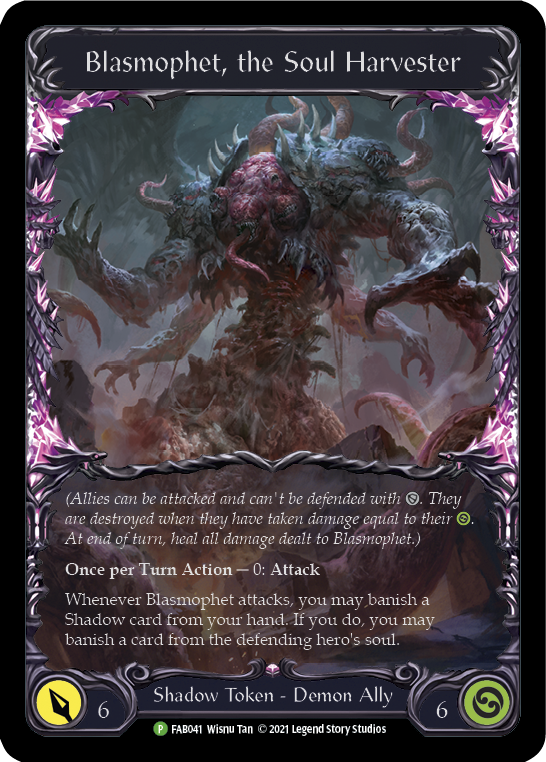 Blasmophet, the Soul Harvester
(Allies can be attacked and can't be defended with . They
are destroyed when they have taken damage equal to their .
At end of turn, heal all damage dealt to Blasmophet.)
Once per Turn Action — 0: Attack
Whenever Blasmophet attacks, you may banish a
Shadow card from your hand. If you do, you may
banish a card from the defending hero's soul.
6
Shadow Token - Demon Ally
6
P FAB041 Wisnu Tan © 2021 Legend Story Studios